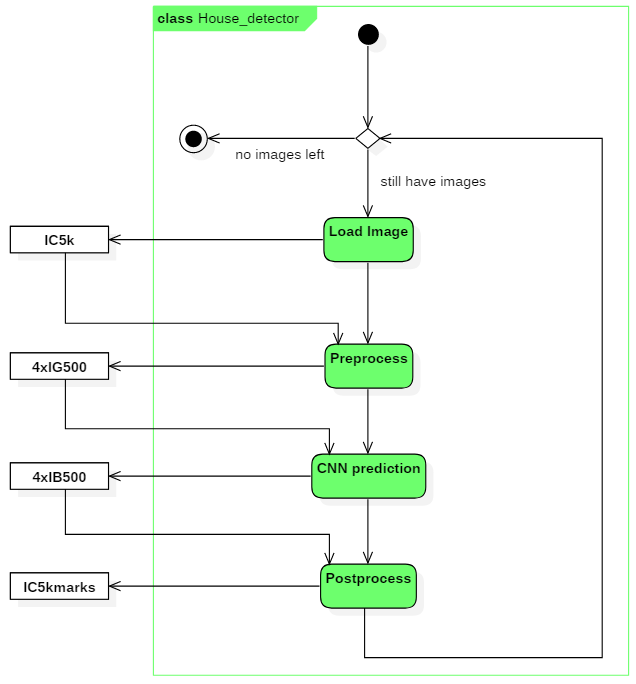 class House_detector
no images left
still have images
IC5k
Load Image
4xIG500
Preprocess
4xIB500
CNN prediction
IC5kmarks
Postprocess